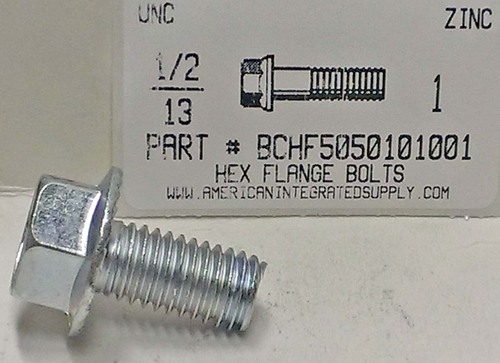 UNC ZINC
1/2
13 1
PART # BCHF5050101001
HEX FLANGE BOLTS
WWW.AMERICANINTEGRATEDSUPPLY.COM